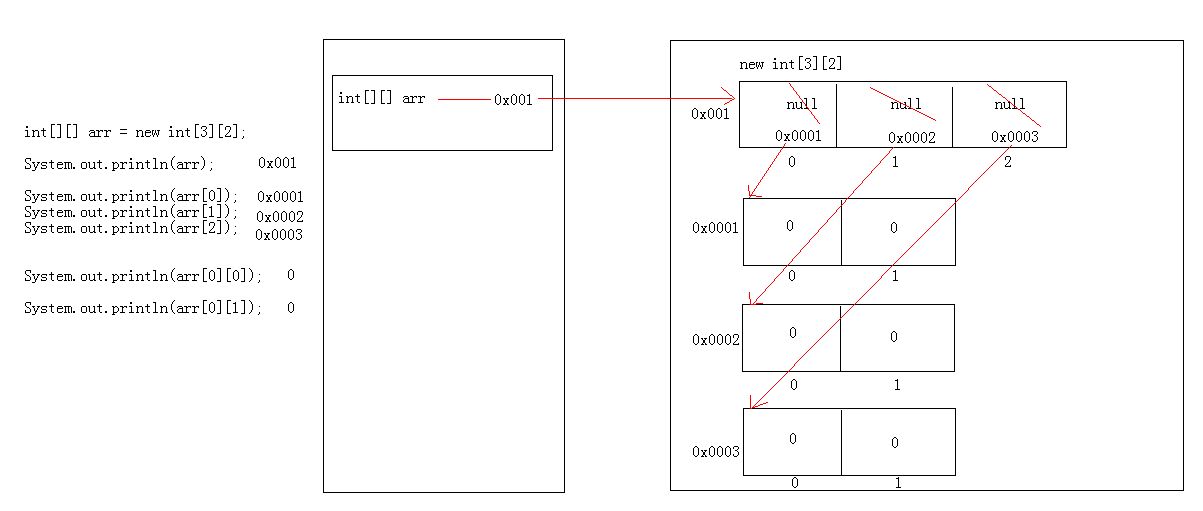 int[][] arr = new int[3][2];
System.out.println(arr); 0x001
System.out.println(arr[0]); 0x0001
System.out.println(arr[1]); 0x0002
System.out.println(arr[2]); 0x0003
System.out.println(arr[0][0]); 0
System.out.println(arr[0][1]); 0
int[][] arr 0x001
new int[3][2]
0x001
null null null
0x0001 0x0002 0x0003
0 1 2
0x0001 0 0
0 1
0x0002 0 0
0 1
0x0003 0 0
0 1